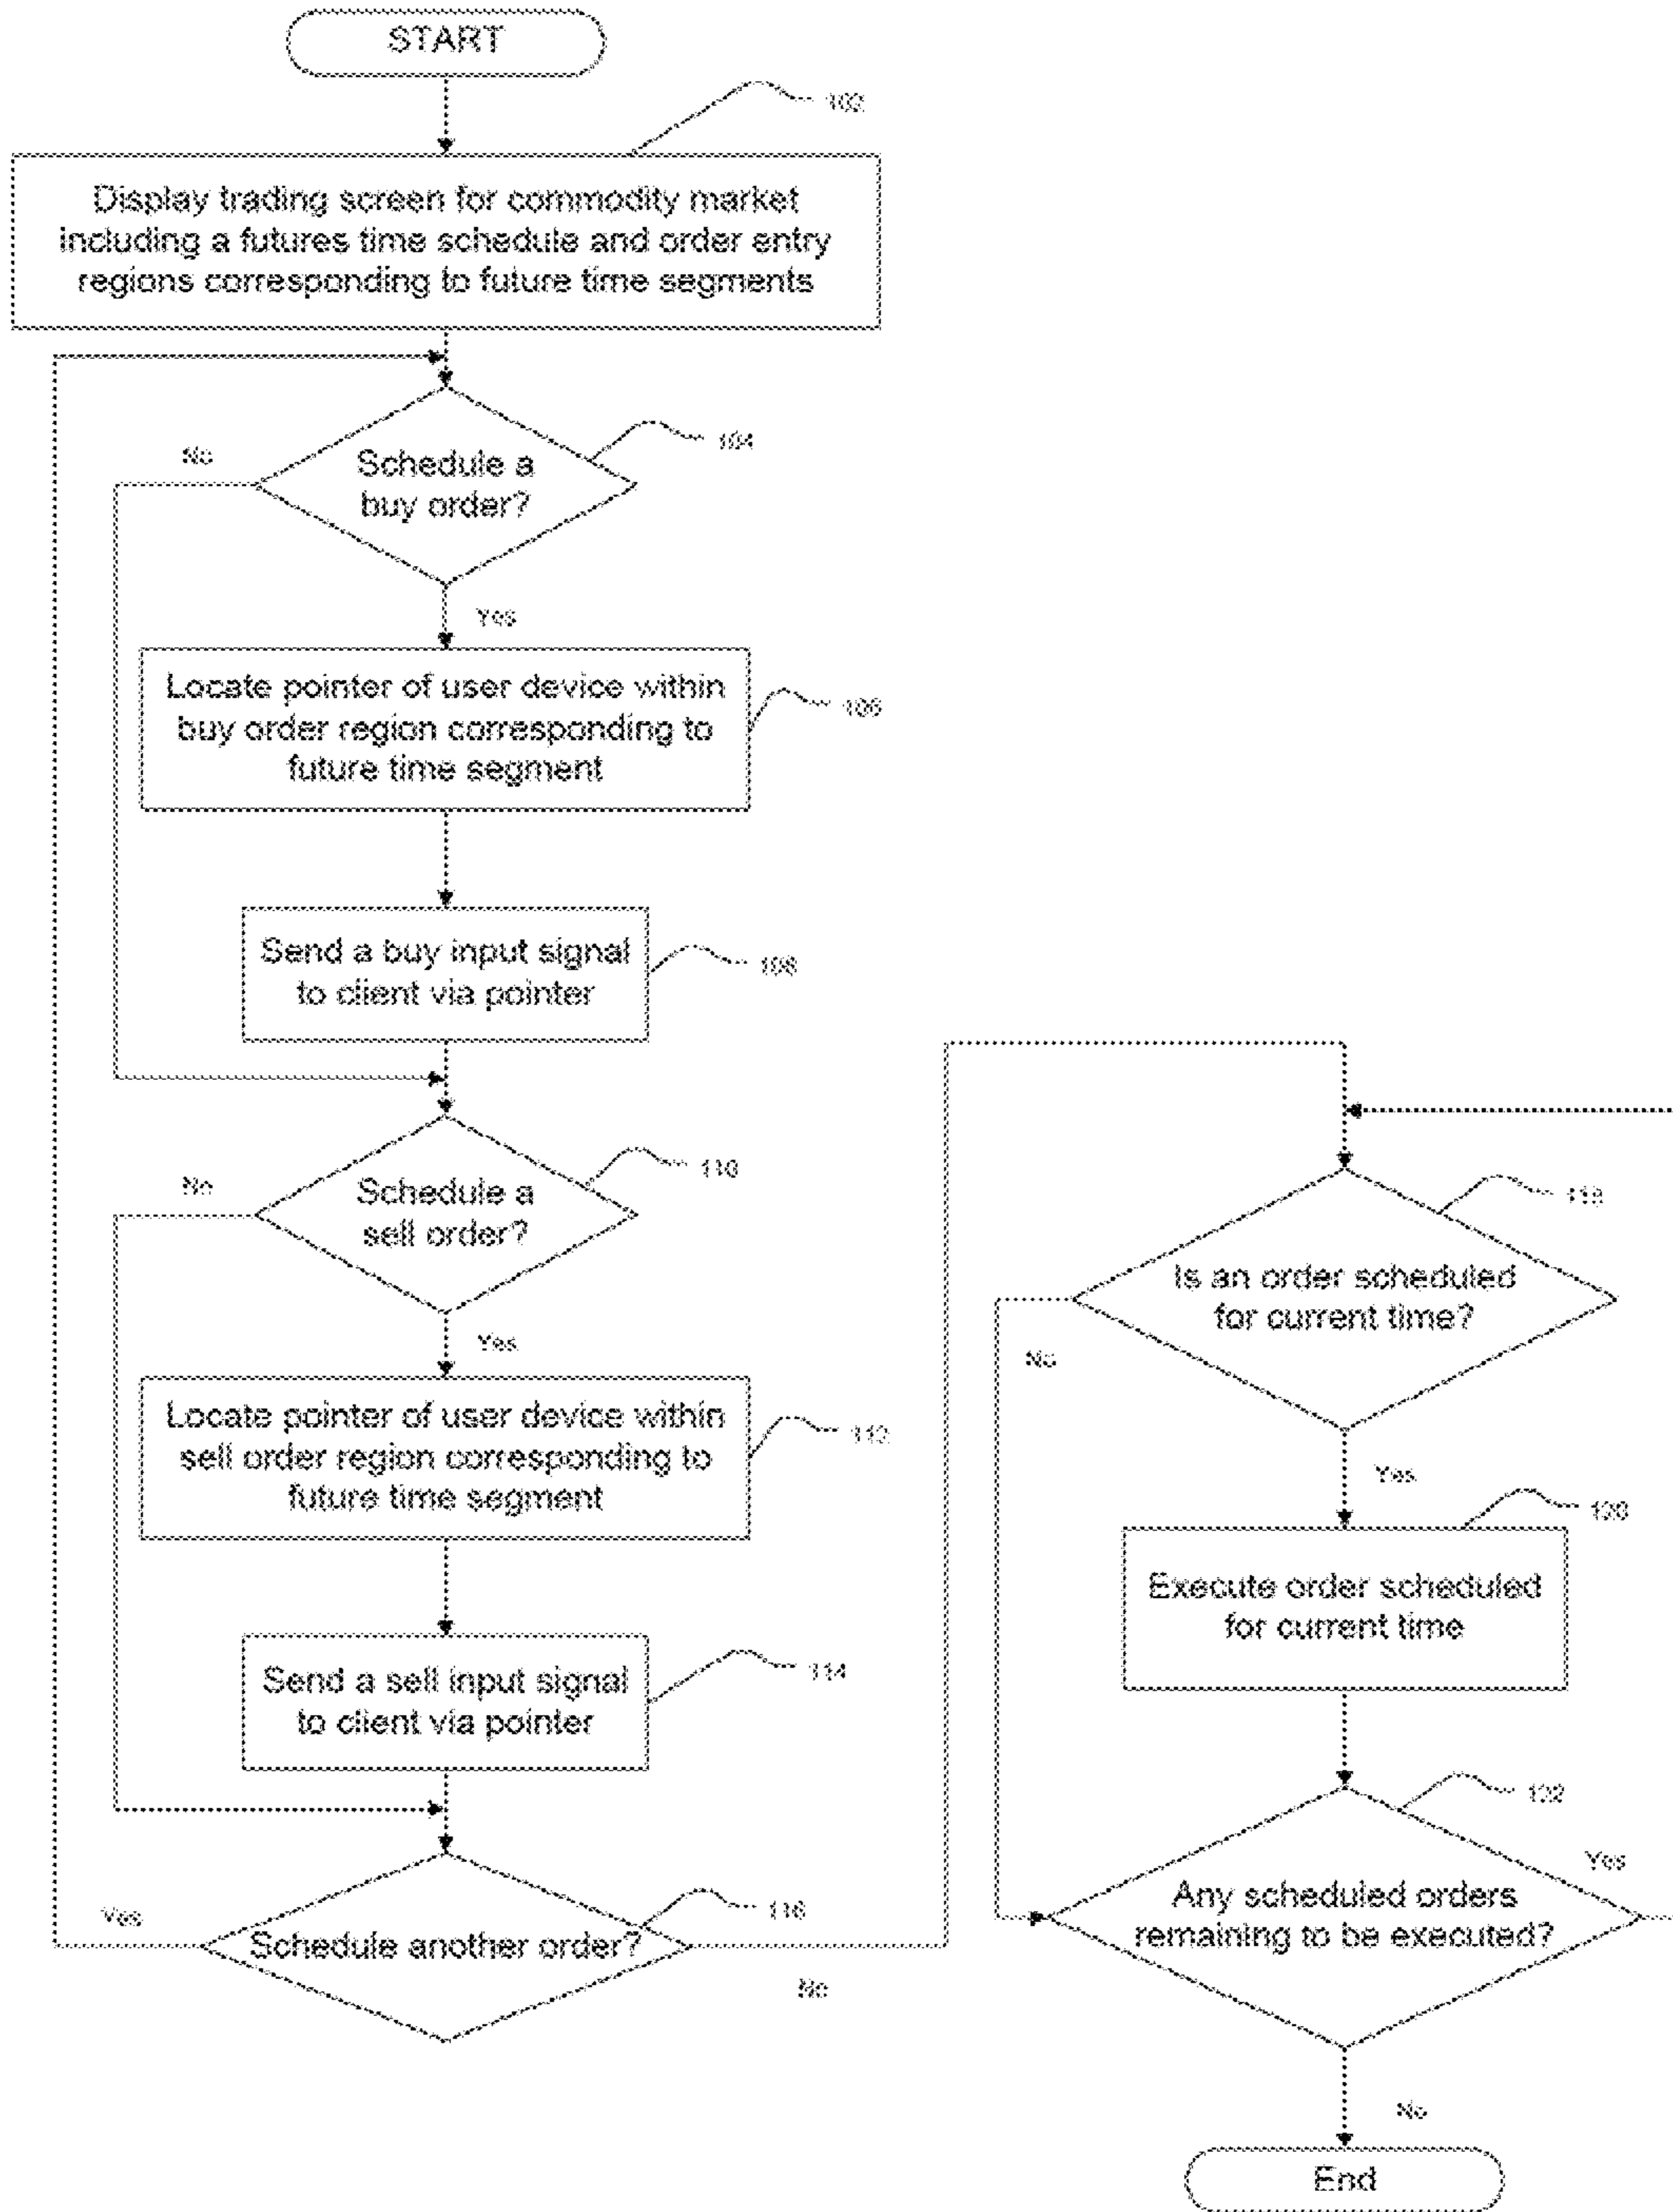 START
102
Display trading screen for commodity market
including a futures time schedule and order entry
regions corresponding to future time segments
No
104
Schedule a
buy order?
Yes
Locate pointer of user device within
buy order region corresponding to
future time segment
106
Send a buy input signal
to client via pointer
108
No
110
Schedule a
sell order?
Yes
Locate pointer of user device within
sell order region corresponding to
future time segment
112
Send a sell input signal
to client via pointer
114
Yes
116
Schedule another order?
No
118
Is an order scheduled
for current time?
No
Yes
120
Execute order scheduled
for current time
122
Yes
Any scheduled orders
remaining to be executed?
No
End